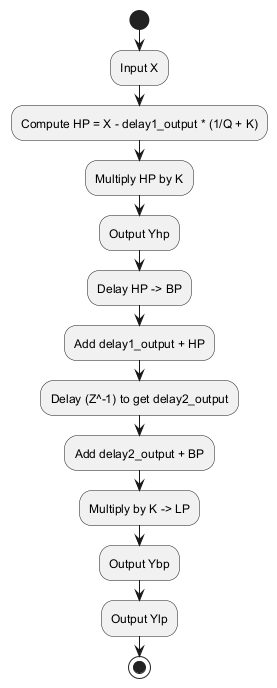 Input X
Compute HP = X - delay1_output * (1/Q + K)
Multiply HP by K
Output Yhp
Delay HP -> BP
Add delay1_output + HP
Delay (Z^-1) to get delay2_output
Add delay2_output + BP
Multiply by K -> LP
Output Ybp
Output Ylp